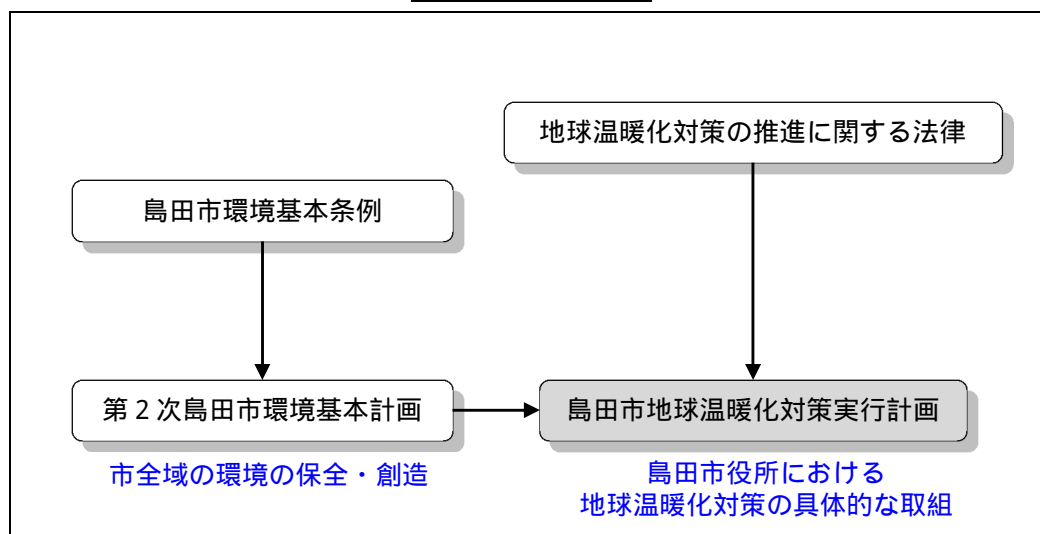 地球温暖化対策の推進に関する法律
島田市環境基本条例
第２次島田市環境基本計画
島田市地球温暖化対策実行計画
市全域の環境の保全・創造
島田市役所における
地球温暖化対策の具体的な取組